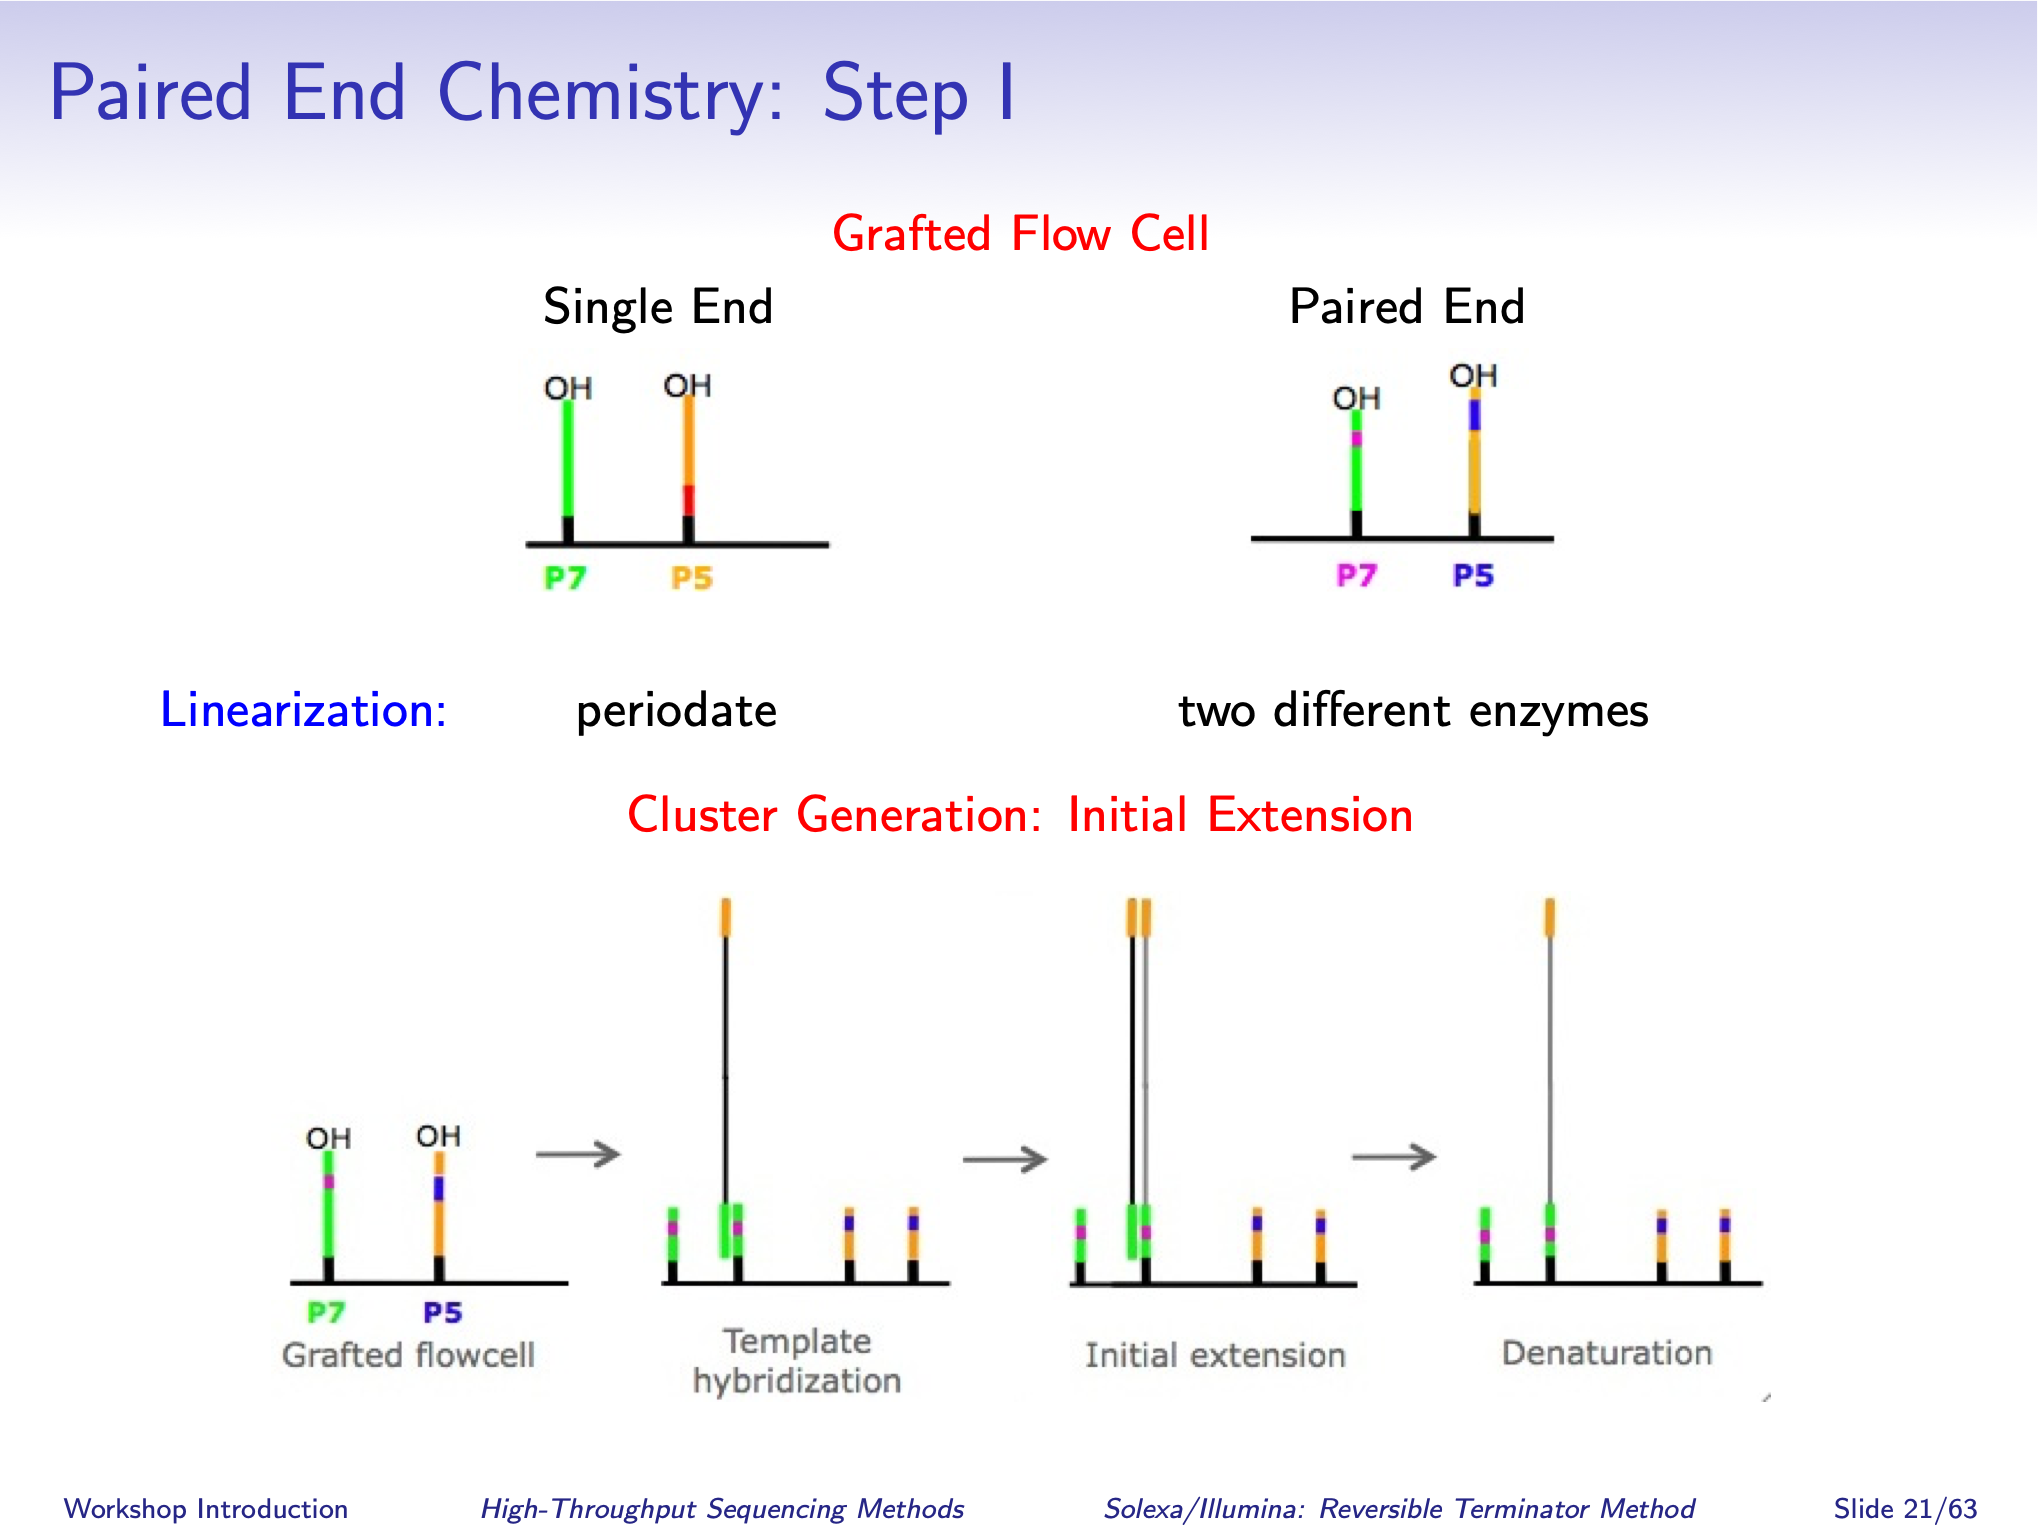 Paired End Chemistry: Step I
Grafted Flow Cell
Single End
Paired End
OH OH
OH OH
P7 P5
P7 P5
Linearization: periodate two different enzymes
Cluster Generation: Initial Extension
OH OH
P7 P5
Grafted flowcell
Template
hybridization
Initial extension
Denaturation
Workshop Introduction High-Throughput Sequencing Methods Solexa/Illumina: Reversible Terminator Method Slide 21/63